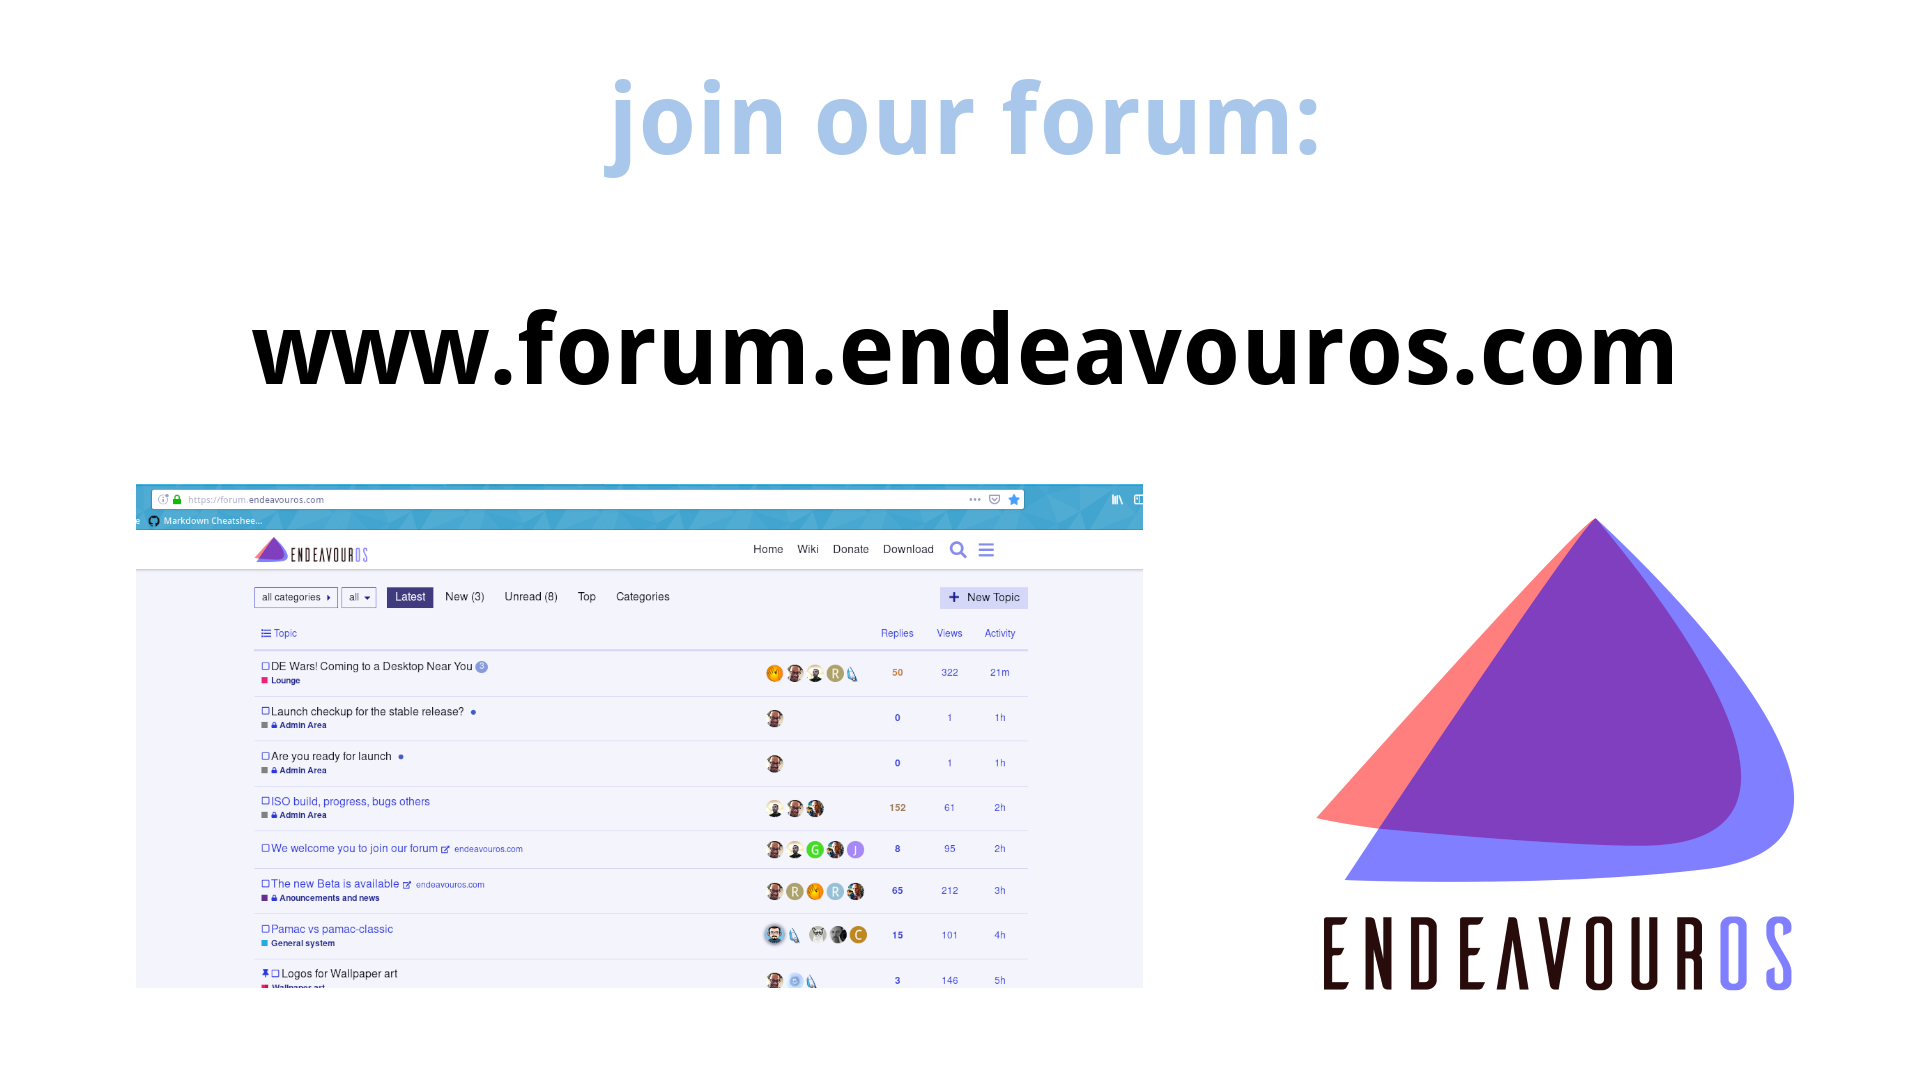 join our forum:
www.forum.endeavouros.com
https://forum.endeavouros.com
e Markdown Cheatshee...
ENDEAVOUROS
Home Wiki Donate Download
all categories all Latest New (3) Unread (8) Top Categories + New Topic
Topic Replies Views Activity
DE Wars! Coming to a Desktop Near You 3 R 50 322 21m
Lounge
Launch checkup for the stable release? 0 1 1h
Admin Area
Are you ready for launch 0 1 1h
Admin Area
ISO build, progress, bugs others 152 61 2h
Admin Area
We welcome you to join our forum endeavouros.com G J 8 95 2h
The new Beta is available endeavouros.com R R 65 212 3h
Anouncements and news
Pamac vs pamac-classic C 15 101 4h
General system
Logos for Wallpaper art 3 146 5h
Wallpaper art
ENDEAVOUROS